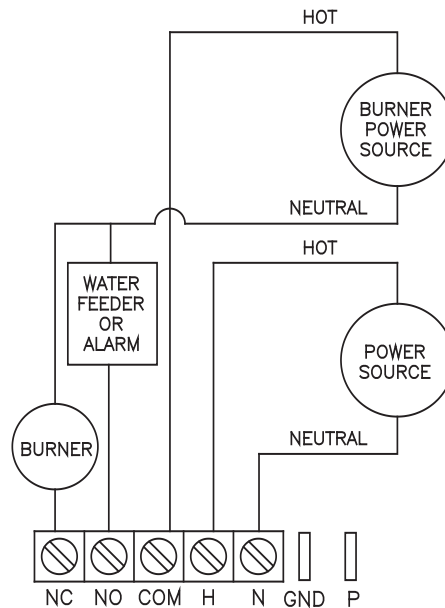 HOT
BURNER
POWER
SOURCE
NEUTRAL
HOT
WATER
FEEDER
OR
ALARM
POWER
SOURCE
NEUTRAL
BURNER
NC NO COM H N GND P